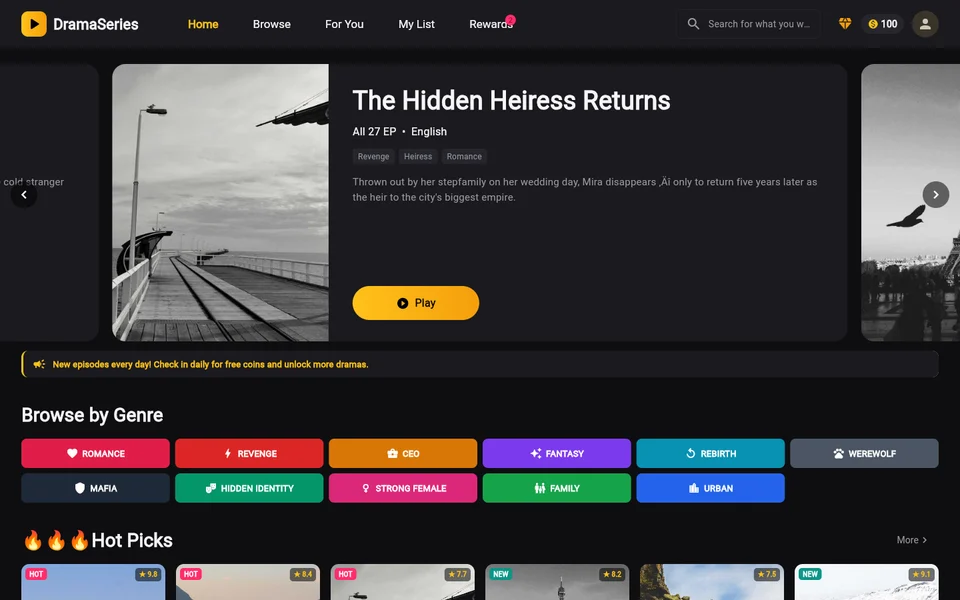 DramaSeries
Home
Browse
For You
My List
Rewards
2
Search for what you w...
100
cold stranger
The Hidden Heiress Returns
All 27 EP • English
Revenge
Heiress
Romance
Thrown out by her stepfamily on her wedding day, Mira disappears ‚Äî only to return five years later as
the heir to the city's biggest empire.
Play
New episodes every day! Check in daily for free coins and unlock more dramas.
Browse by Genre
ROMANCE
REVENGE
CEO
FANTASY
REBIRTH
WEREWOLF
MAFIA
HIDDEN IDENTITY
STRONG FEMALE
FAMILY
URBAN
🔥🔥🔥Hot Picks
More
HOT
★ 9.8
HOT
★ 8.4
HOT
★ 7.7
NEW
★ 8.2
★ 7.5
NEW
★ 9.1